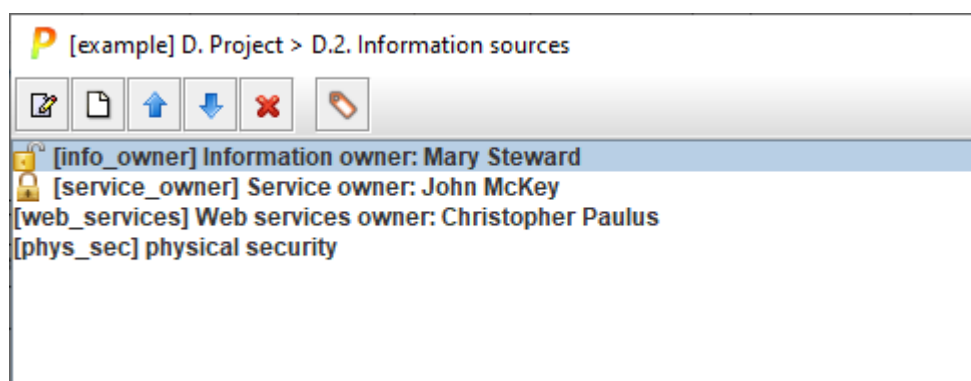 [example] D. Project > D.2. Information sources
[info_owner] Information owner: Mary Steward
[service_owner] Service owner: John McKey
[web_services] Web services owner: Christopher Paulus
[phys_sec] physical security